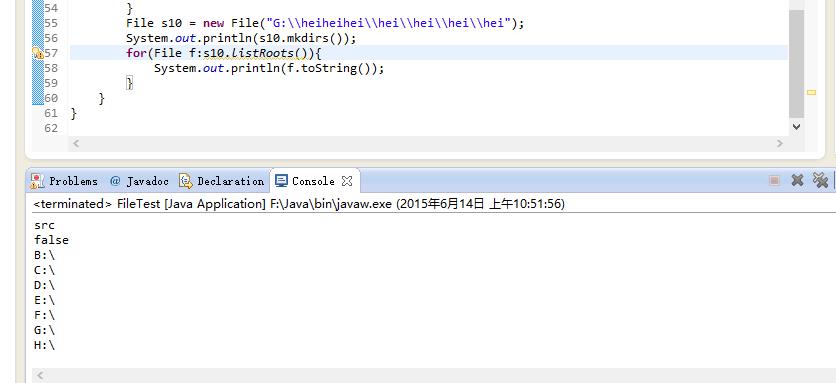 54 }
55 File s10 = new File("G:\\heiheihei\\hei\\hei\\hei\\hei");
56 System.out.println(s10.mkdirs());
57 for(File f:s10.listRoots()){
58 System.out.println(f.toString());
59 }
60 }
61 }
62
Problems @ Javadoc Declaration Console
<terminated> FileTest [Java Application] F:\Java\bin\javaw.exe (2015年6月14日 上午10:51:56)
src
false
B:\
C:\
D:\
E:\
F:\
G:\
H:\